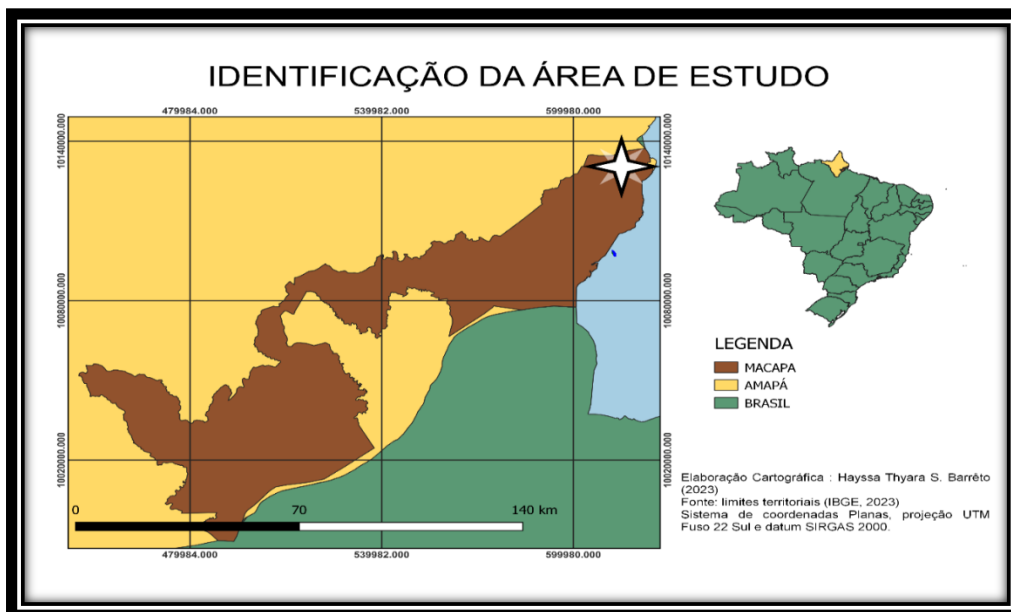 IDENTIFICAÇÃO DA ÁREA DE ESTUDO
479984.000 539982.000 599980.000
10140000.000 10140000.000
10080000.000 10080000.000
10020000.000 10020000.000
0 70 140 km
479984.000 539982.000 599980.000
LEGENDA
MACAPA
AMAPÁ
BRASIL
Elaboração Cartográfica : Hayssa Thyara S. Barrêto
(2023)
Fonte: limites territoriais (IBGE, 2023)
Sistema de coordenadas Planas, projeção UTM
Fuso 22 Sul e datum SIRGAS 2000.